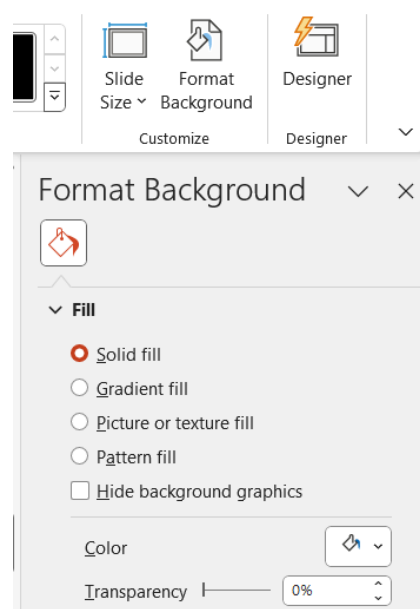 Slide Size
Format Background
Designer
Customize
Designer
Format Background
Fill
Solid fill
Gradient fill
Picture or texture fill
Pattern fill
Hide background graphics
Color
Transparency
0%